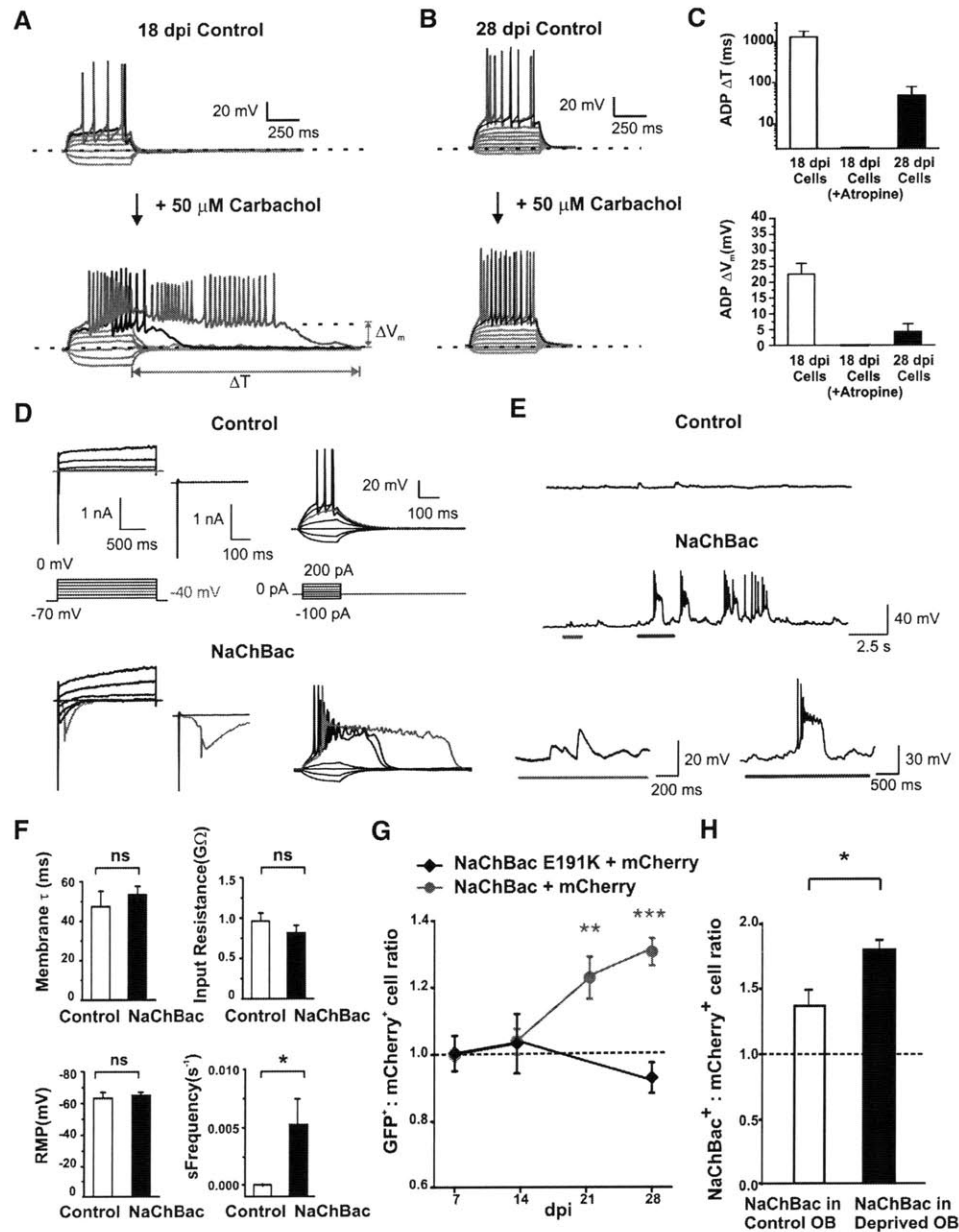 A
18 dpi Control
20 mV
250 ms
+ 50 μM Carbachol
ΔVm
ΔT
B
28 dpi Control
20 mV
250 ms
+ 50 μM Carbachol
C
ADP ΔT (ms)
1000
100
10
18 dpi Cells
18 dpi Cells (+Atropine)
28 dpi Cells
ADP ΔVm(mV)
40
35
30
25
20
15
10
5
0
18 dpi Cells
18 dpi Cells (+Atropine)
28 dpi Cells
D
Control
1 nA
500 ms
1 nA
100 ms
20 mV
100 ms
0 mV
-40 mV
-70 mV
200 pA
0 pA
-100 pA
NaChBac
E
Control
NaChBac
40 mV
2.5 s
20 mV
200 ms
30 mV
500 ms
F
Membrane τ (ms)
60
40
20
0
ns
Control NaChBac
Input Resistance(GΩ)
1.5
1.0
0.5
0
ns
Control NaChBac
RMP(mV)
-80
-60
-40
-20
0
ns
Control NaChBac
sFrequency(s⁻¹)
0.010
0.005
0.000
*
Control NaChBac
G
NaChBac E191K + mCherry
NaChBac + mCherry
GFP⁺: mCherry⁺ cell ratio
1.4
1.2
1.0
0.8
0.6
**
***
7 14 21 28
dpi
H
*
NaChBac⁺ : mCherry⁺ cell ratio
2.0
1.5
1.0
0.5
0.0
NaChBac in Control OB
NaChBac in Deprived OB